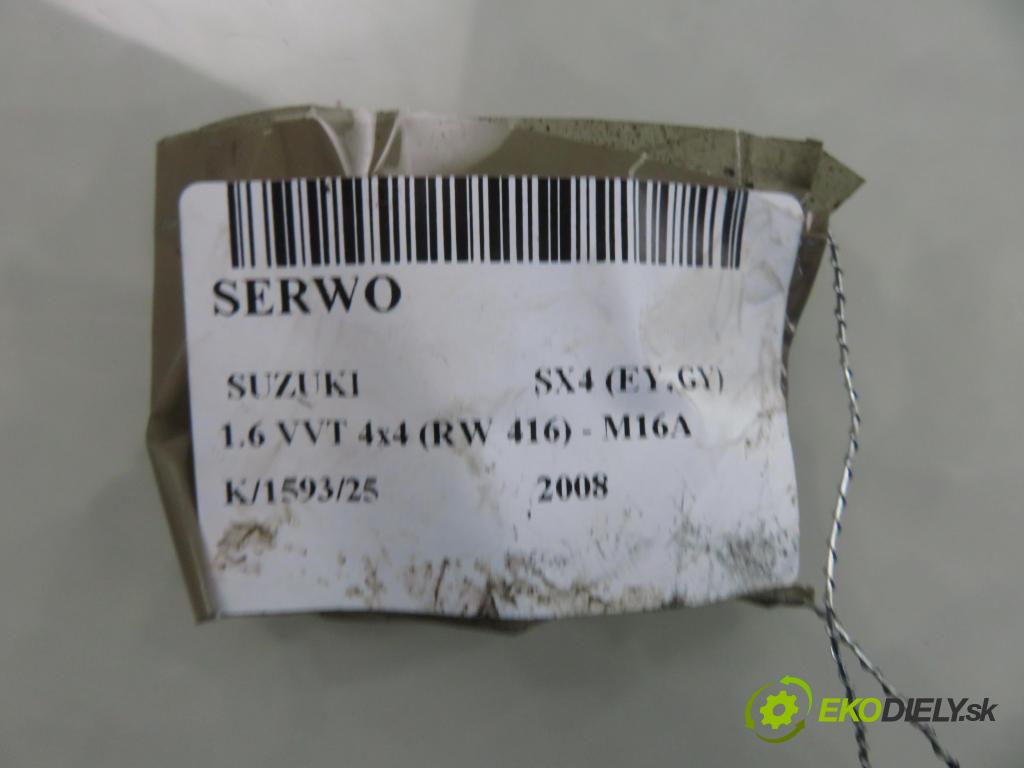 SERWO
SUZUKI SX4 (EY,GY)
1.6 VVT 4x4 (RW 416) - M16A
K/1593/25 2008
EKODIELY.sk